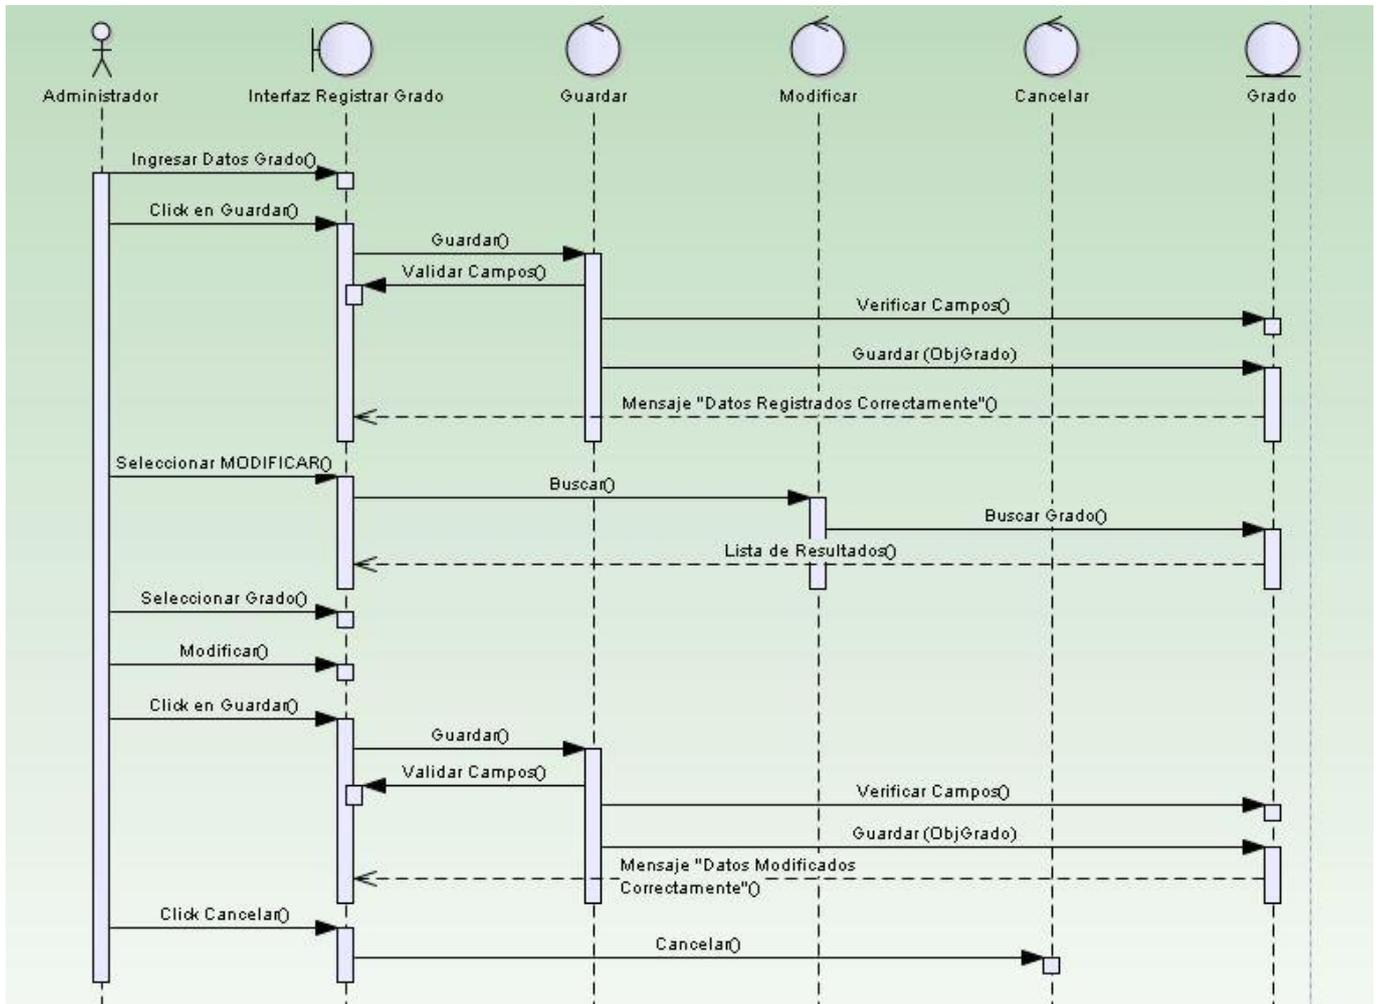 Administrador
Interfaz Registrar Grado
Guardar
Modificar
Cancelar
Grado
Ingresar Datos Grado()
Click en Guardar()
Guardar()
Validar Campos()
Verificar Campos()
Guardar (ObjGrado)
Mensaje "Datos Registrados Correctamente"()
Seleccionar MODIFICAR()
Buscar()
Buscar Grado()
Lista de Resultados()
Seleccionar Grado()
Modificar()
Click en Guardar()
Guardar()
Validar Campos()
Verificar Campos()
Guardar (ObjGrado)
Mensaje "Datos Modificados
Correctamente"()
Click Cancelar()
Cancelar()